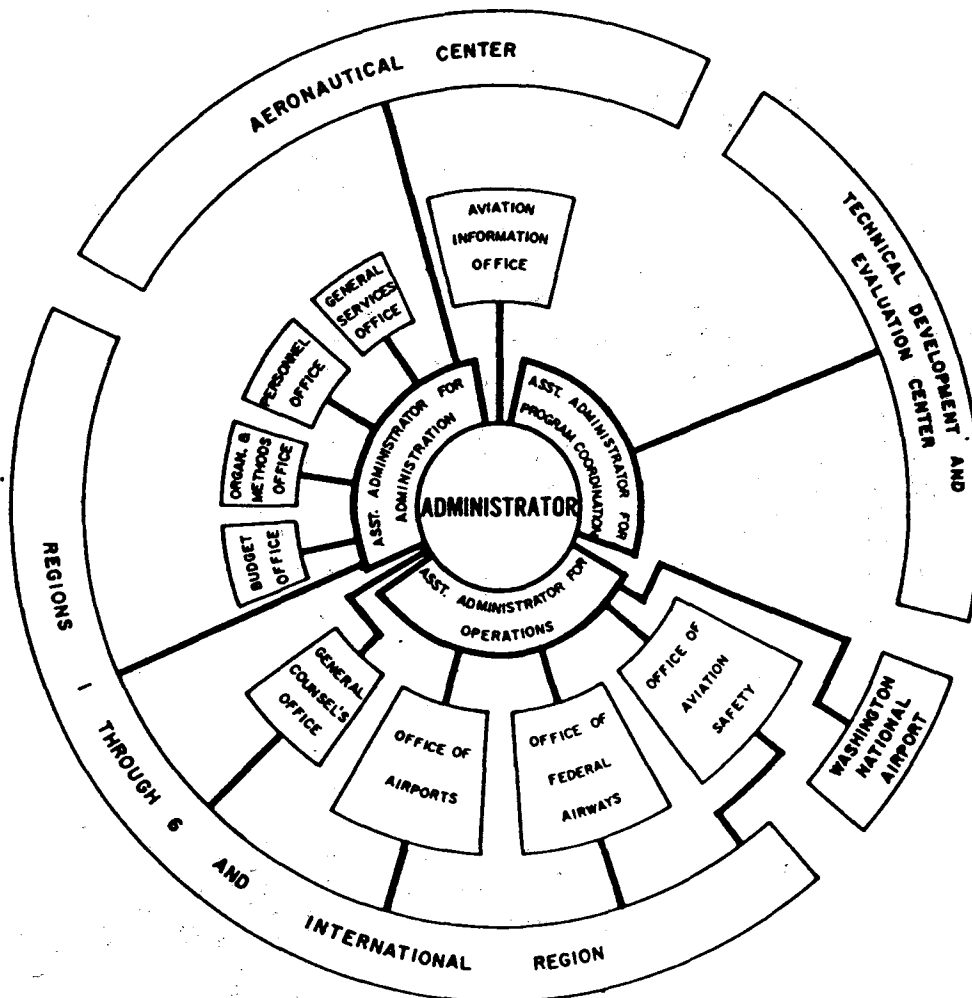 AERONAUTICAL CENTER
TECHNICAL DEVELOPMENT AND
EVALUATION CENTER
AVIATION
INFORMATION
OFFICE
GENERAL
SERVICES
OFFICE
PERSONNEL
OFFICE
ORGAN. &
METHODS
OFFICE
BUDGET
OFFICE
ASST. ADMINISTRATOR FOR
ADMINISTRATION
ASST. ADMINISTRATOR FOR
PROGRAM COORDINATION
ADMINISTRATOR
ASST. ADMINISTRATOR FOR
OPERATIONS
GENERAL
COUNSEL'S
OFFICE
OFFICE OF
AIRPORTS
OFFICE OF
FEDERAL
AIRWAYS
OFFICE OF
AVIATION
SAFETY
WASHINGTON
NATIONAL
AIRPORT
REGIONS 1 THROUGH 6 AND INTERNATIONAL REGION